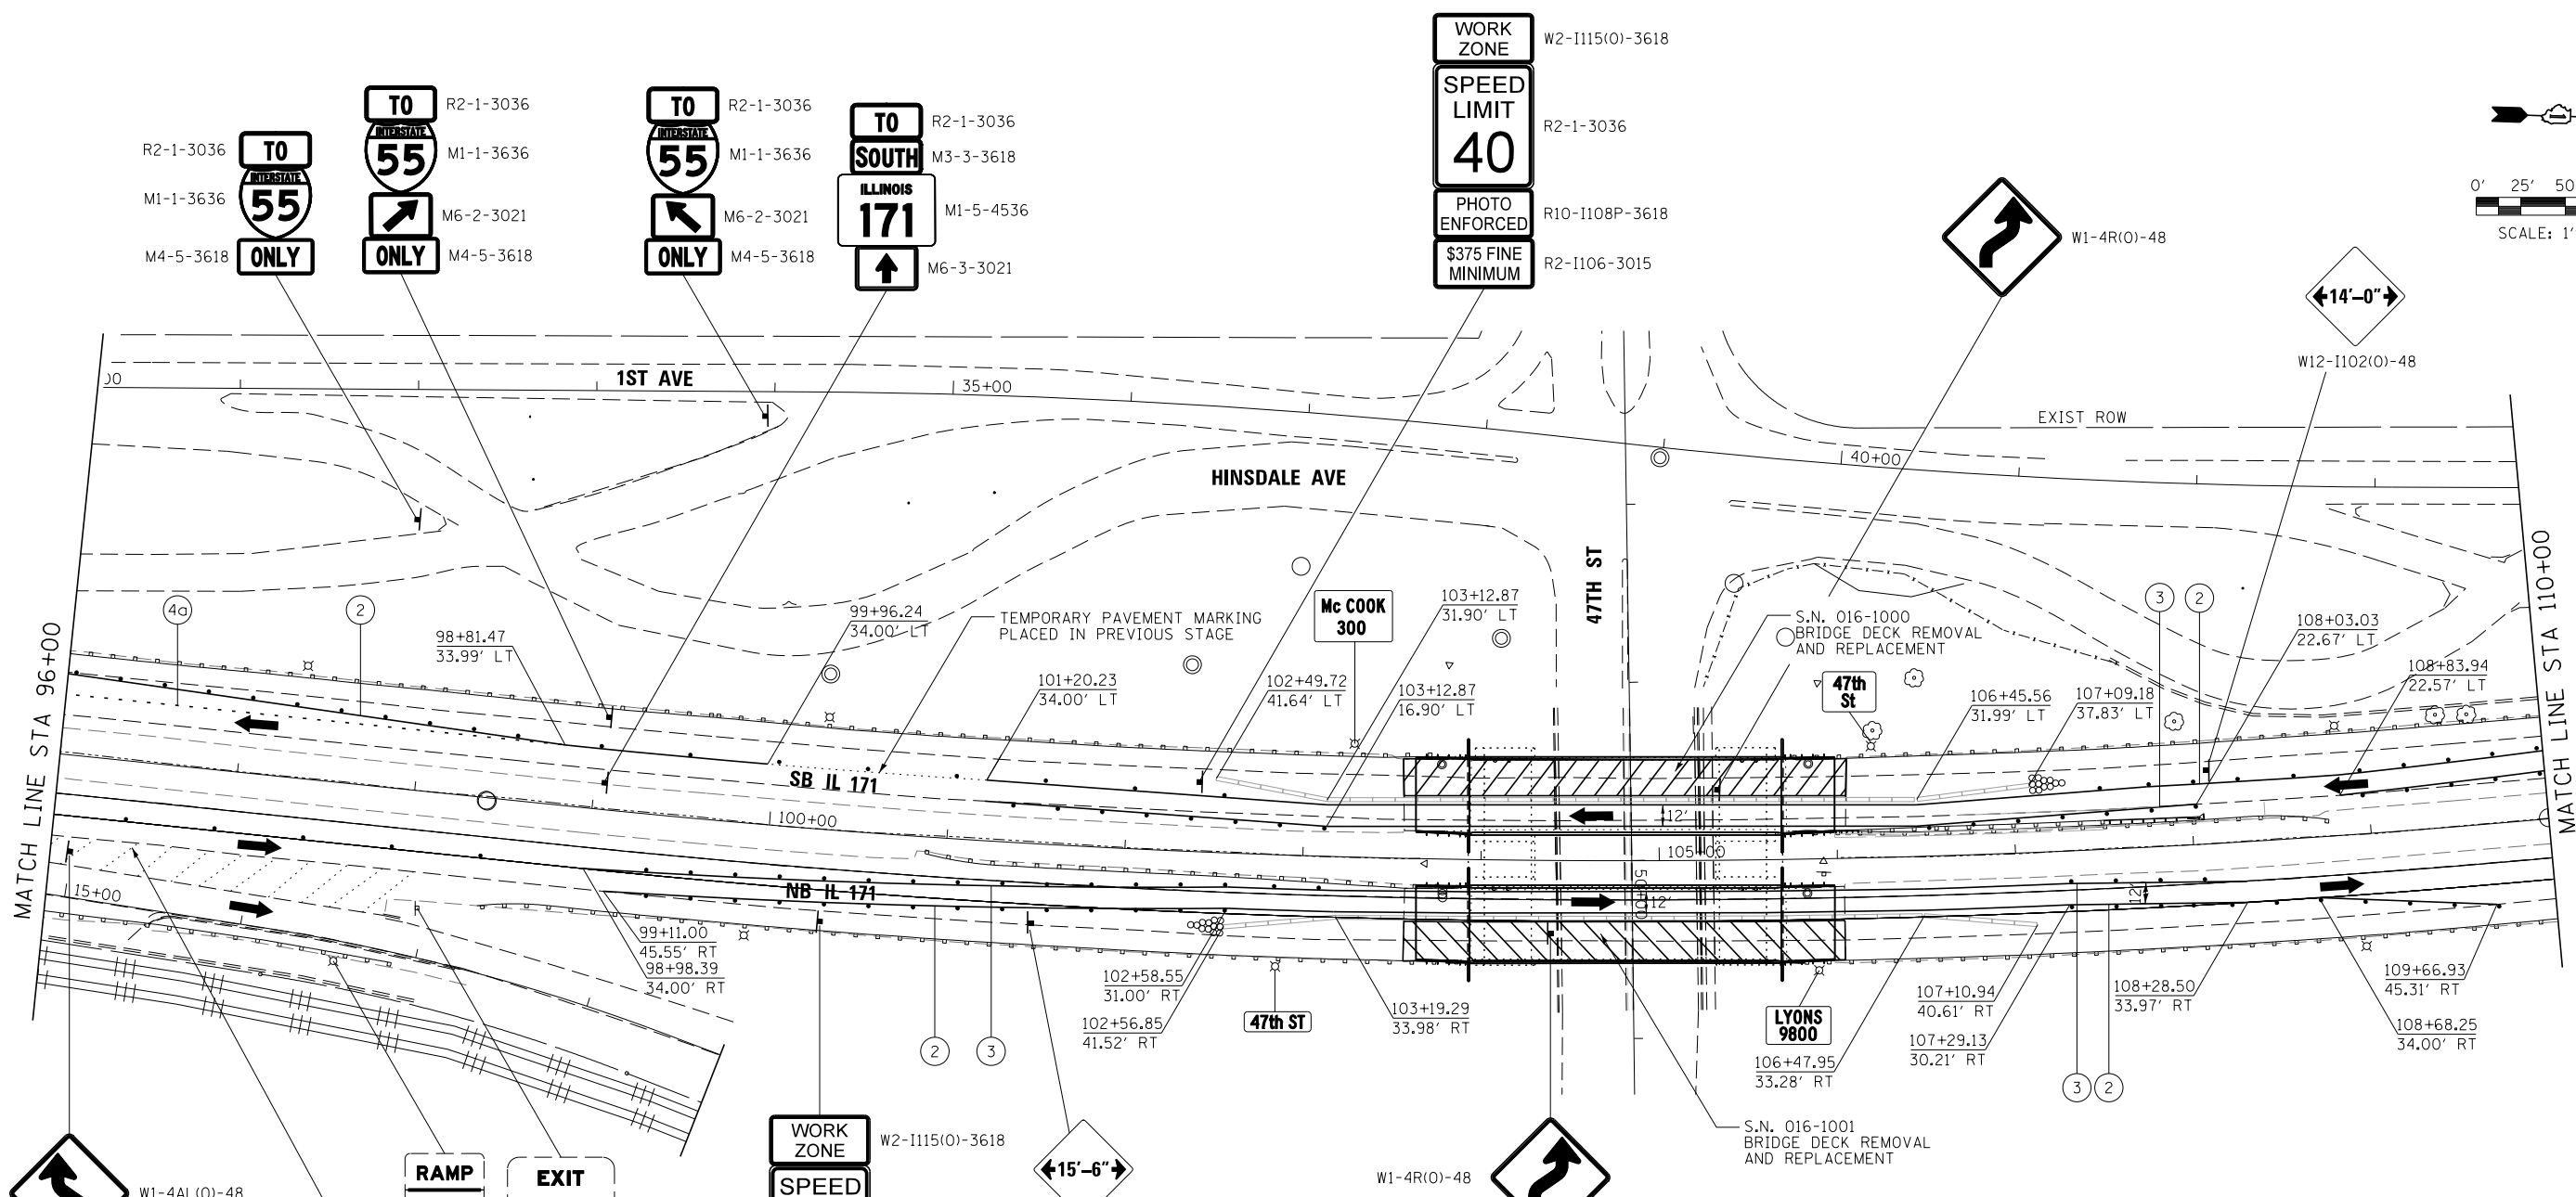 WORK
ZONE
W2-I115(O)-3618
SPEED
LIMIT
40
R2-1-3036
PHOTO
ENFORCED
R10-I108P-3618
$375 FINE
MINIMUM
R2-I106-3015
R2-1-3036
TO
INTERSTATE
55
M1-1-3636
M4-5-3618
ONLY
TO
R2-1-3036
INTERSTATE
55
M1-1-3636
M6-2-3021
ONLY
M4-5-3618
TO
R2-1-3036
INTERSTATE
55
M1-1-3636
M6-2-3021
ONLY
M4-5-3618
TO
R2-1-3036
SOUTH
M3-3-3618
ILLINOIS
171
M1-5-4536
M6-3-3021
W1-4R(O)-48
0' 25' 50
SCALE: 1'
14'-0"
W12-I102(O)-48
1ST AVE
35+00
EXIST ROW
40+00
HINSDALE AVE
47TH ST
MATCH LINE STA 96+00
MATCH LINE STA 110+00
4a
2
98+81.47
33.99' LT
99+96.24
34.00' LT
TEMPORARY PAVEMENT MARKING
PLACED IN PREVIOUS STAGE
101+20.23
34.00' LT
102+49.72
41.64' LT
Mc COOK
300
103+12.87
31.90' LT
103+12.87
16.90' LT
S.N. 016-1000
BRIDGE DECK REMOVAL
AND REPLACEMENT
47th
St
106+45.56
31.99' LT
107+09.18
37.83' LT
3
2
108+03.03
22.67' LT
108+83.94
22.57' LT
SB IL 171
100+00
12'
105+00
50+00
12'
12'
NB IL 171
15+00
99+11.00
45.55' RT
98+98.39
34.00' RT
2
3
102+58.55
31.00' RT
102+56.85
41.52' RT
47th ST
103+19.29
33.98' RT
LYONS
9800
106+47.95
33.28' RT
107+10.94
40.61' RT
107+29.13
30.21' RT
108+28.50
33.97' RT
3
2
109+66.93
45.31' RT
108+68.25
34.00' RT
S.N. 016-1001
BRIDGE DECK REMOVAL
AND REPLACEMENT
W1-4AL(O)-48
RAMP
EXIT
WORK
ZONE
W2-I115(O)-3618
SPEED
15'-6"
W1-4R(O)-48